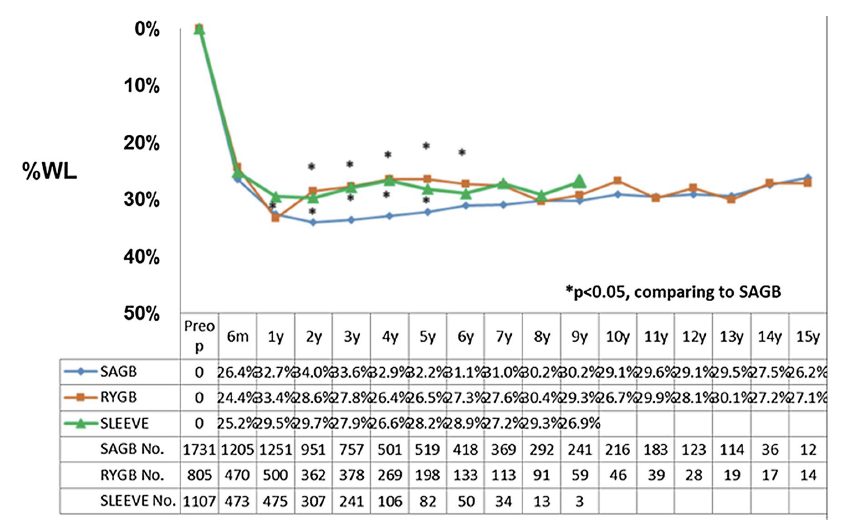 0%
10%
20%
%WL
30%
40%
*p<0.05, comparing to SAGB
50%
Preo p 6m 1y 2y 3y 4y 5y 6y 7y 8y 9y 10y 11y 12y 13y 14y 15y
SAGB 0 26.4% 32.7% 34.0% 33.6% 32.9% 32.2% 31.1% 31.0% 30.2% 30.2% 29.1% 29.6% 29.1% 29.5% 27.5% 26.2%
RYGB 0 24.4% 33.4% 28.6% 27.8% 26.4% 26.5% 27.3% 27.6% 30.4% 29.3% 26.7% 29.9% 28.1% 30.1% 27.2% 27.1%
SLEEVE 0 25.2% 29.5% 29.7% 27.9% 26.6% 28.2% 28.9% 27.2% 29.3% 26.9%
SAGB No. 1731 1205 1251 951 757 501 519 418 369 292 241 216 183 123 114 36 12
RYGB No. 805 470 500 362 378 269 198 133 113 91 59 46 39 28 19 17 14
SLEEVE No. 1107 473 475 307 241 106 82 50 34 13 3